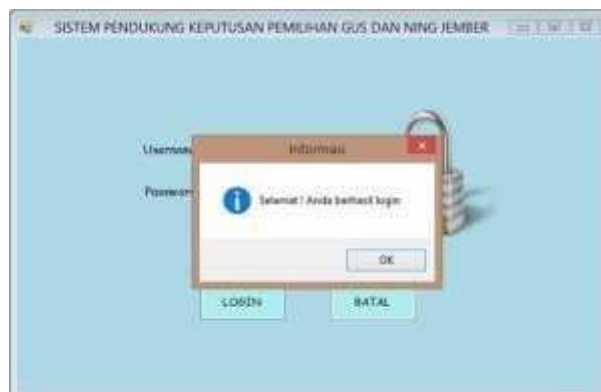 SISTEM PENDUKUNG KEPUTUSAN PEMILIHAN GUS DAN NING JEMBER
Informasi
Username
Selamat ! Anda berhasil login
Password
OK
LOGIN
BATAL